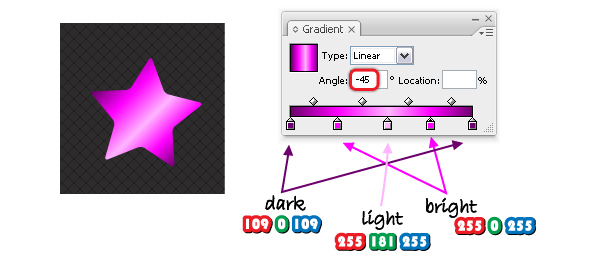 Gradient
Type: Linear
Angle: -45 ° Location: %
dark
109 0 109
light
255 181 255
bright
255 0 255